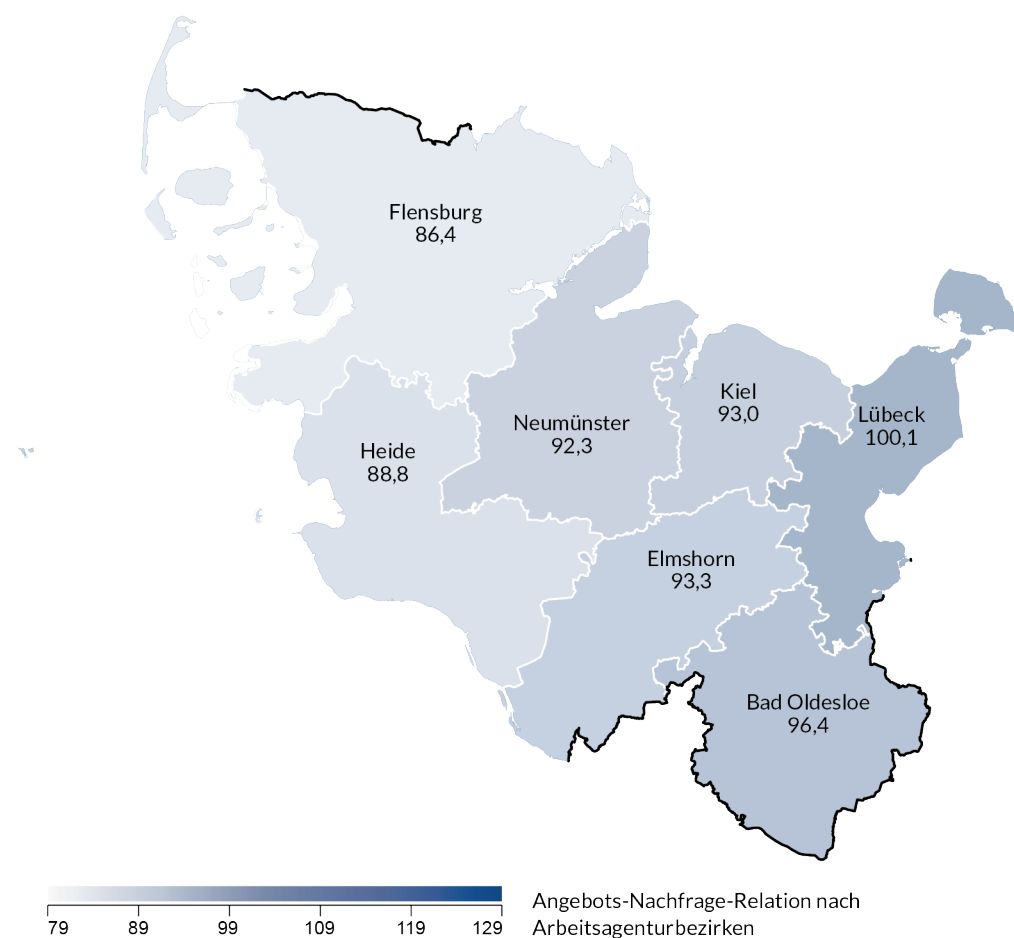 Flensburg
86,4
Kiel
93,0
Lübeck
100,1
Neumünster
92,3
Heide
88,8
Elmshorn
93,3
Bad Oldesloe
96,4
79 89 99 109 119 129
Angebots-Nachfrage-Relation nach
Arbeitsagenturbezirken